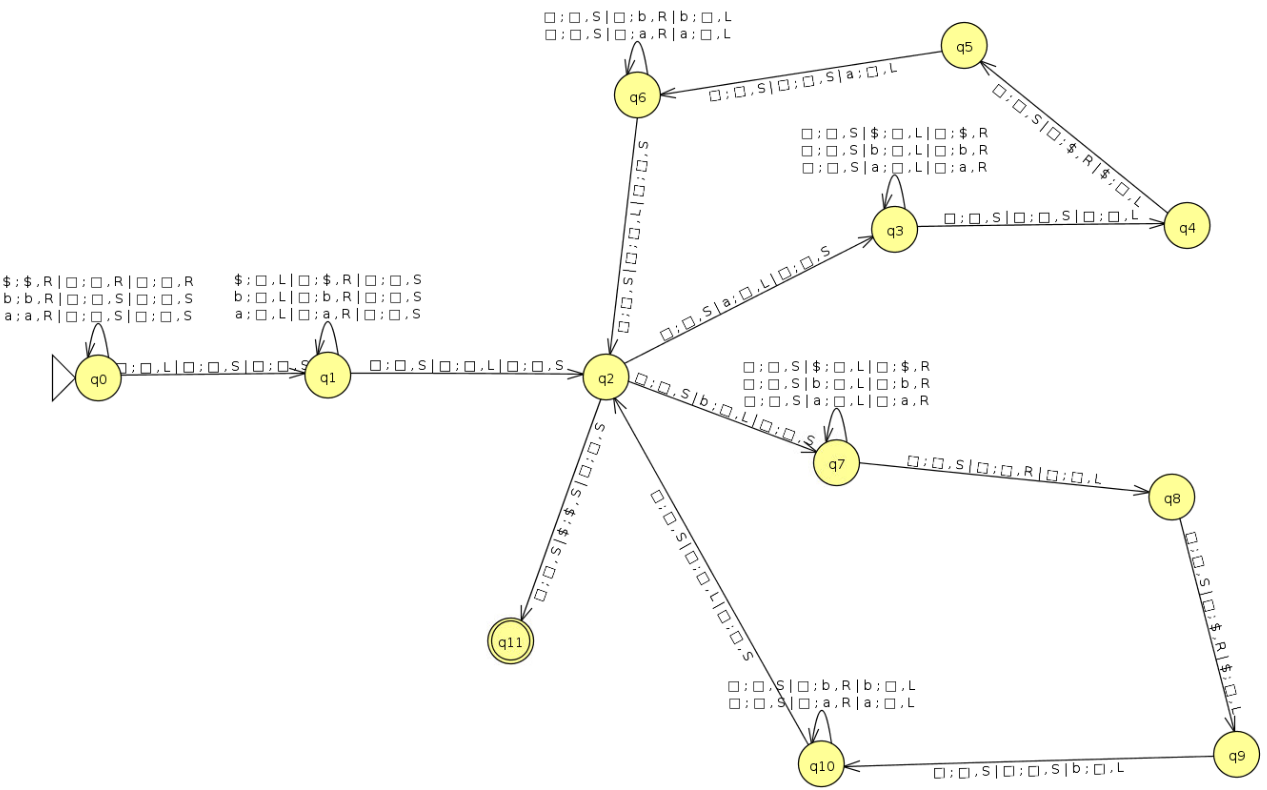 □;□,S|□;b,R|b;□,L
□;□,S|□;a,R|a;□,L
q6
q5
□;□,S|□;□,S|a;□,L
□;□,S|□;$,R|$;□,L
□;□,S|$;□,L|□;$,R
□;□,S|b;□,L|□;b,R
□;□,S|a;□,L|□;a,R
q3
□;□,S|□;□,S|□;□,L
q4
□;□,S|□;□,L|□;□,S
□;□,S|a;□,L|□;□,S
$;$,R|□;□,R|□;□,R
b;b,R|□;□,S|□;□,S
a;a,R|□;□,S|□;□,S
$;□,L|□;$,R|□;□,S
b;□,L|□;b,R|□;□,S
a;□,L|□;a,R|□;□,S
q0
□;□,L|□;□,S|□;□,S
q1
□;□,S|□;□,L|□;□,S
q2
□;□,S|$;□,L|□;$,R
□;□,S|b;□,L|□;b,R
□;□,S|a;□,L|□;a,R
□;□,S|b;□,L|□;□,S
q7
□;□,S|□;□,R|□;□,L
q8
□;□,S|$;$,S|□;□,S
□;□,S|□;□,L|□;□,S
□;□,S|□;$,R|$;□,L
q11
□;□,S|□;b,R|b;□,L
□;□,S|□;a,R|a;□,L
q10
□;□,S|□;□,S|b;□,L
q9